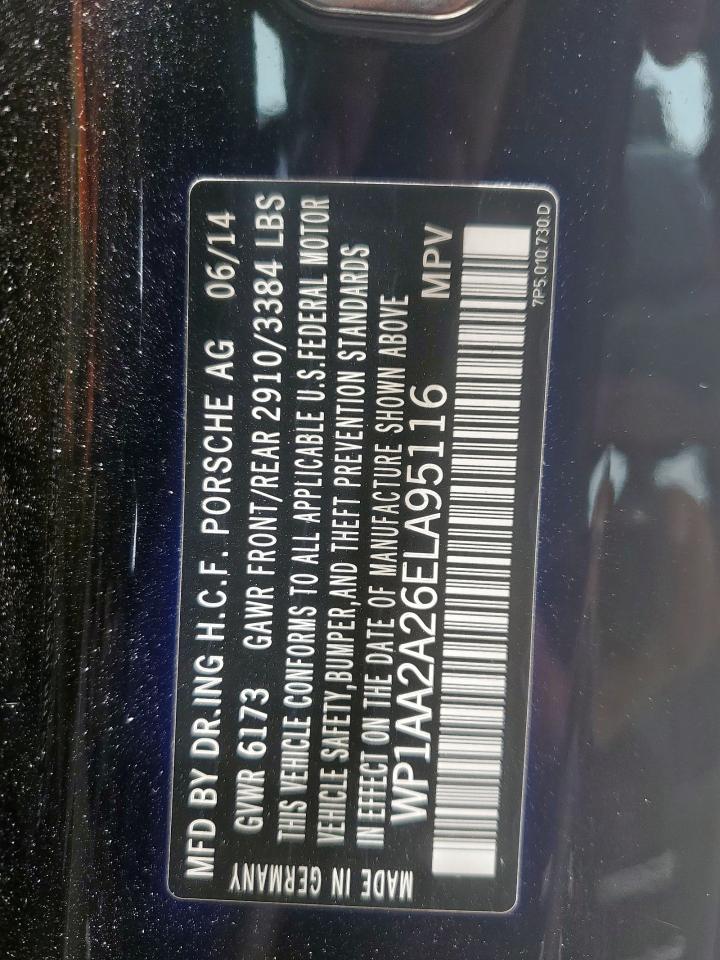 MFD BY DR.ING H.C.F. PORSCHE AG 06/14
GVWR 6173 GAWR FRONT/REAR 2910/3384 LBS
THIS VEHICLE CONFORMS TO ALL APPLICABLE U.S.FEDERAL MOTOR
VEHICLE SAFETY,BUMPER,AND THEFT PREVENTION STANDARDS
IN EFFECT ON THE DATE OF MANUFACTURE SHOWN ABOVE
WP1AA2A26ELA95116 MPV
7P5.010.730.D
MADE IN GERMANY